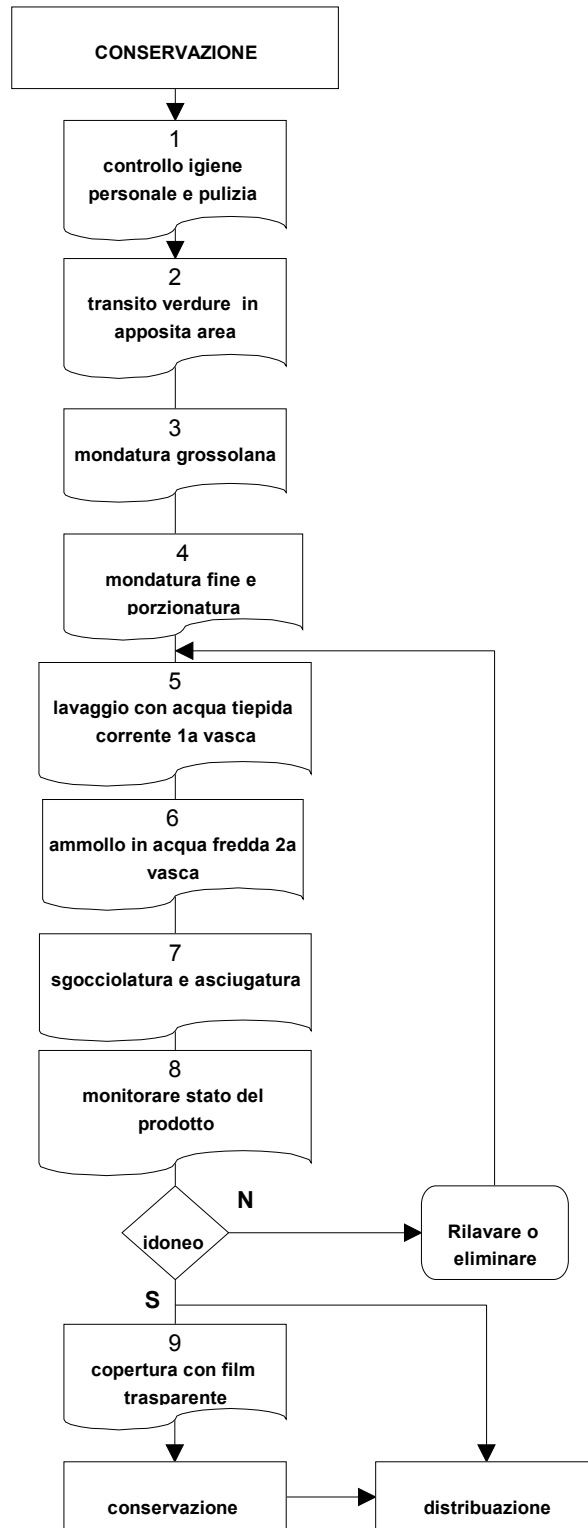 CONSERVAZIONE
1
controllo igiene
personale e pulizia
2
transito verdure in
apposita area
3
mondatura grossolana
4
mondatura fine e
porzionatura
5
lavaggio con acqua tiepida
corrente 1a vasca
6
ammollo in acqua fredda 2a
vasca
7
sgocciolatura e asciugatura
8
monitorare stato del
prodotto
N
idoneo
Rilavare o
eliminare
S
9
copertura con film
trasparente
conservazione
distribuazione